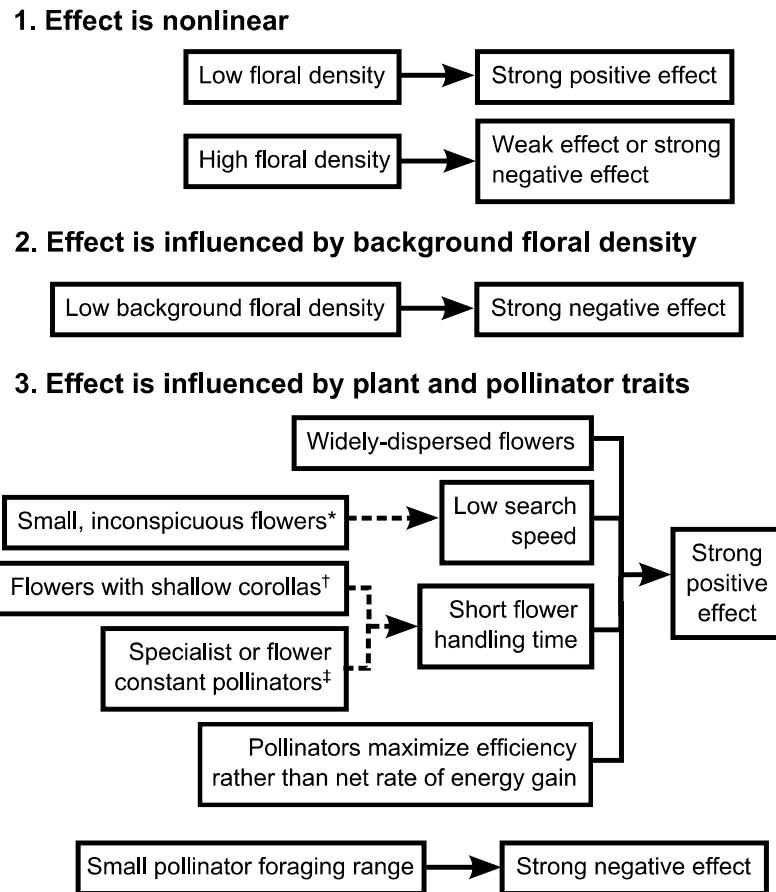 1. Effect is nonlinear
Low floral density
Strong positive effect
High floral density
Weak effect or strong
negative effect
2. Effect is influenced by background floral density
Low background floral density
Strong negative effect
3. Effect is influenced by plant and pollinator traits
Widely-dispersed flowers
Small, inconspicuous flowers*
Low search
speed
Flowers with shallow corollas†
Specialist or flower
constant pollinators‡
Short flower
handling time
Pollinators maximize efficiency
rather than net rate of energy gain
Strong
positive
effect
Small pollinator foraging range
Strong negative effect